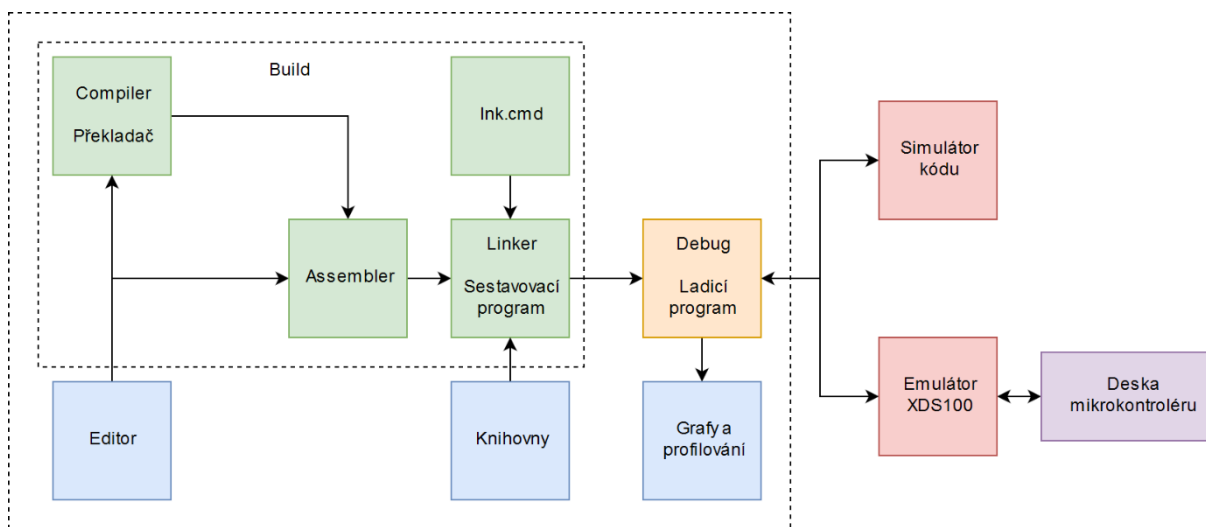 Build
Compiler
Překladač
lnk.cmd
Simulátor
kódu
Assembler
Linker
Sestavovací
program
Debug
Ladicí
program
Editor
Knihovny
Grafy a
profilování
Emulátor
XDS100
Deska
mikrokontroléru